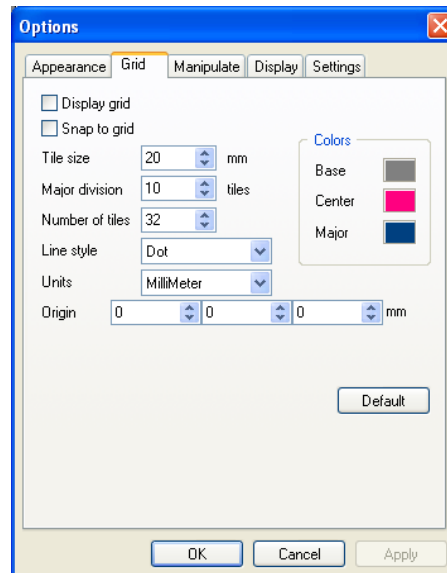 Options
Appearance Grid Manipulate Display Settings
Display grid
Snap to grid
Tile size 20 mm
Major division 10 tiles
Number of tiles 32
Line style Dot
Units MilliMeter
Origin 0 0 0 mm
Colors
Base
Center
Major
Default
OK Cancel Apply